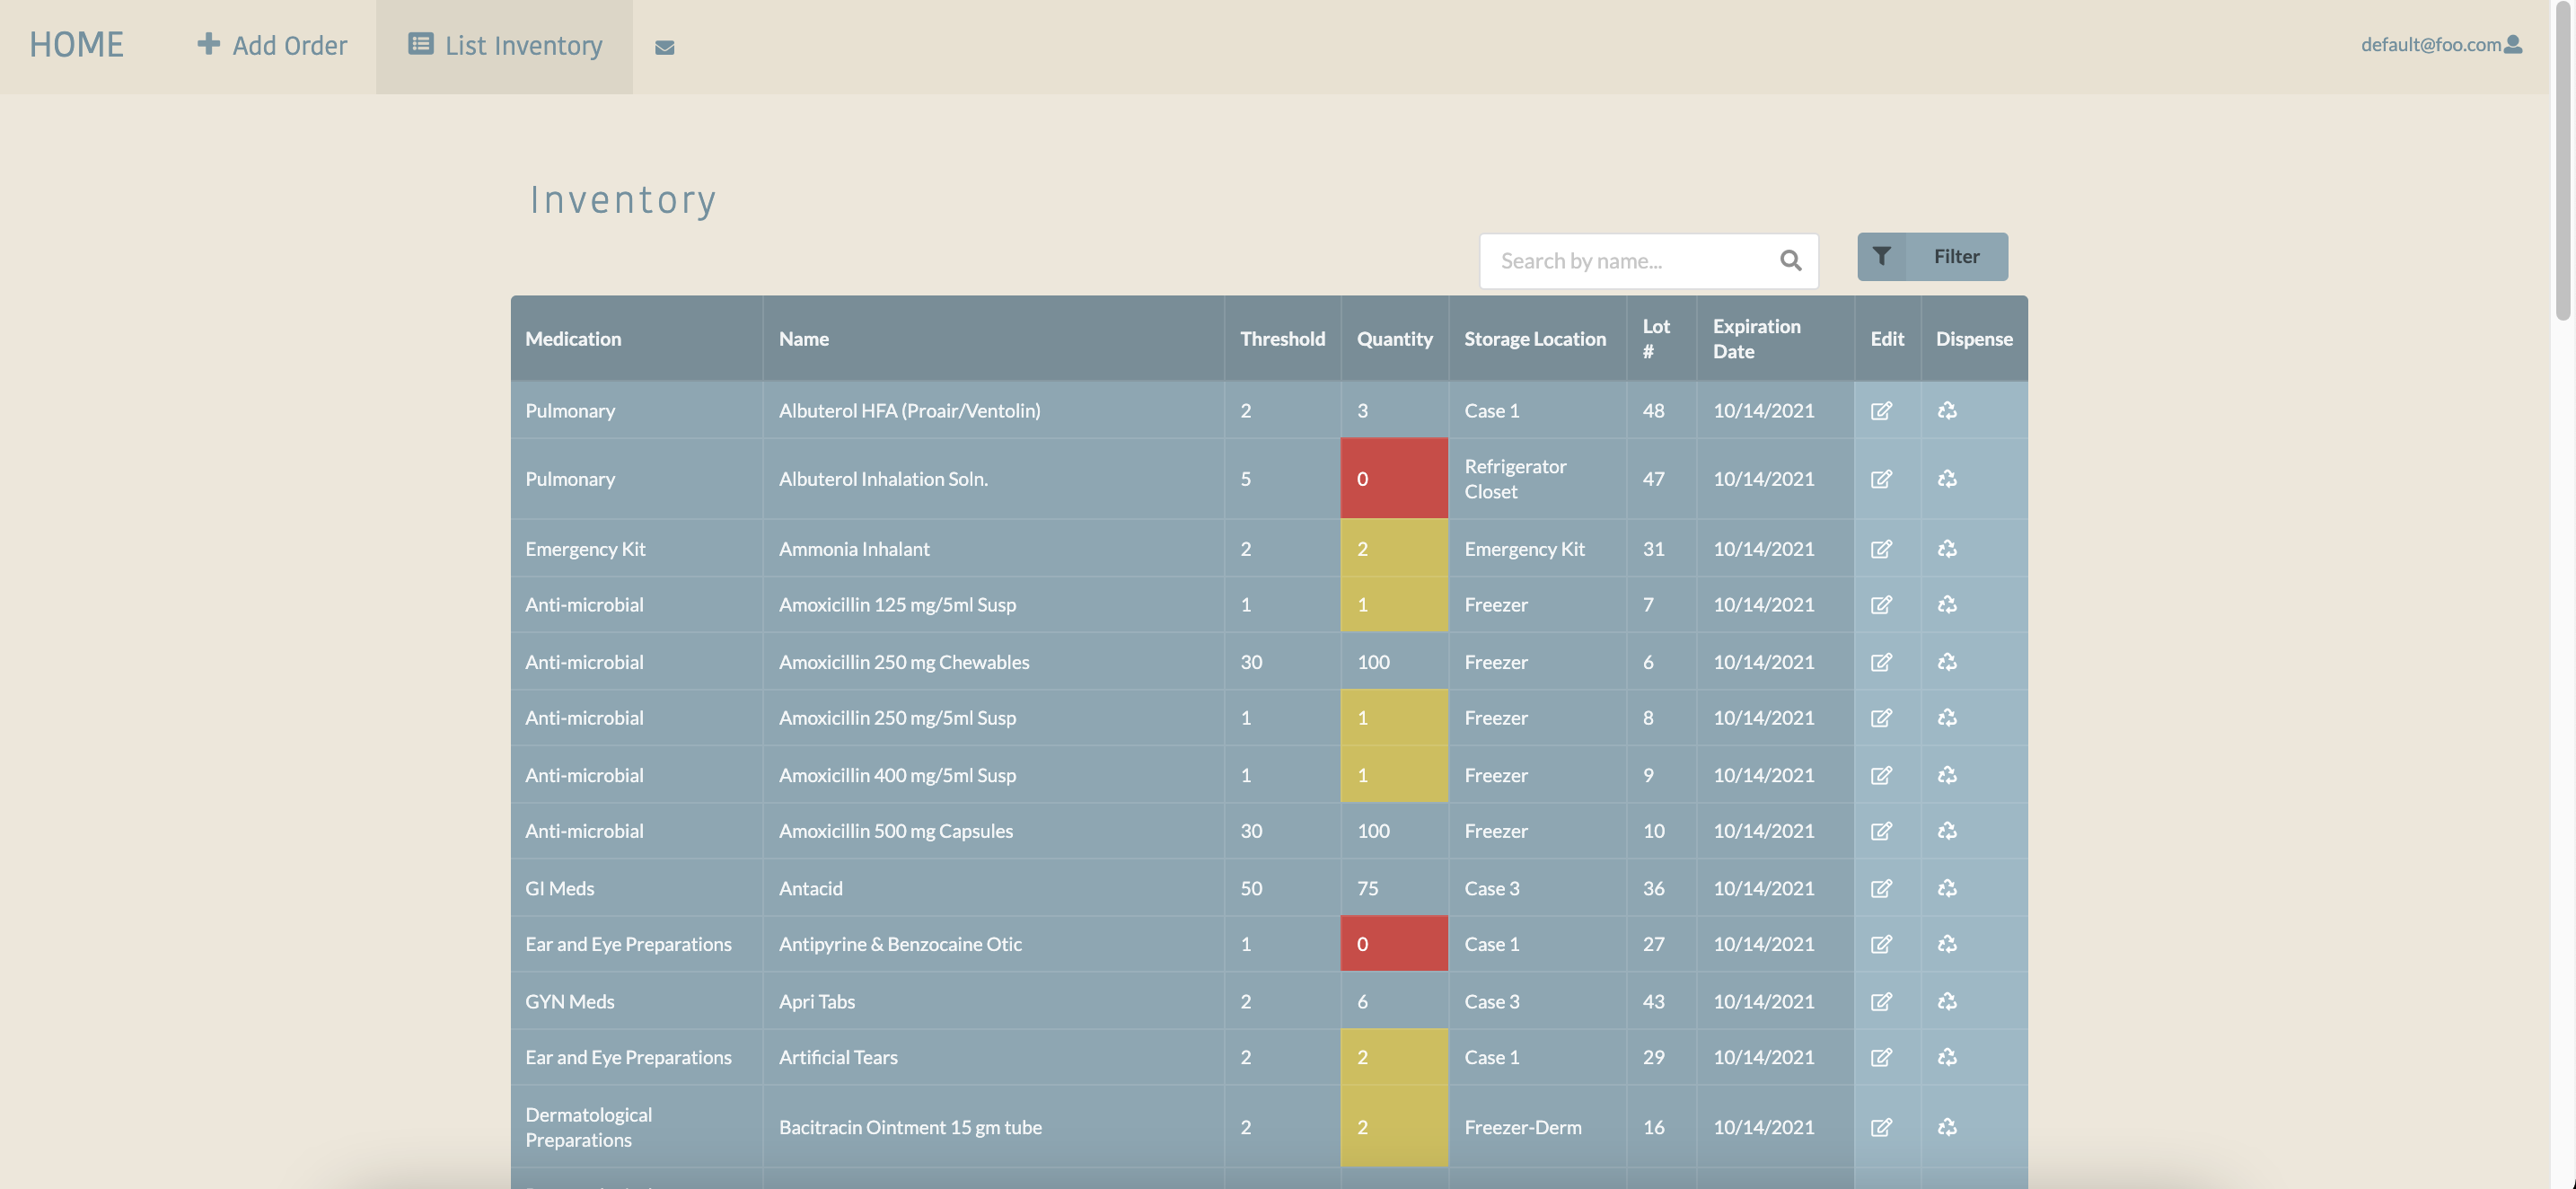 HOME Add Order List Inventory default@foo.com
Inventory
Search by name... Filter
Medication Name Threshold Quantity Storage Location Lot # Expiration Date Edit Dispense
Pulmonary Albuterol HFA (Proair/Ventolin) 2 3 Case 1 48 10/14/2021
Pulmonary Albuterol Inhalation Soln. 5 0 Refrigerator Closet 47 10/14/2021
Emergency Kit Ammonia Inhalant 2 2 Emergency Kit 31 10/14/2021
Anti-microbial Amoxicillin 125 mg/5ml Susp 1 1 Freezer 7 10/14/2021
Anti-microbial Amoxicillin 250 mg Chewables 30 100 Freezer 6 10/14/2021
Anti-microbial Amoxicillin 250 mg/5ml Susp 1 1 Freezer 8 10/14/2021
Anti-microbial Amoxicillin 400 mg/5ml Susp 1 1 Freezer 9 10/14/2021
Anti-microbial Amoxicillin 500 mg Capsules 30 100 Freezer 10 10/14/2021
GI Meds Antacid 50 75 Case 3 36 10/14/2021
Ear and Eye Preparations Antipyrine & Benzocaine Otic 1 0 Case 1 27 10/14/2021
GYN Meds Apri Tabs 2 6 Case 3 43 10/14/2021
Ear and Eye Preparations Artificial Tears 2 2 Case 1 29 10/14/2021
Dermatological Preparations Bacitracin Ointment 15 gm tube 2 2 Freezer-Derm 16 10/14/2021